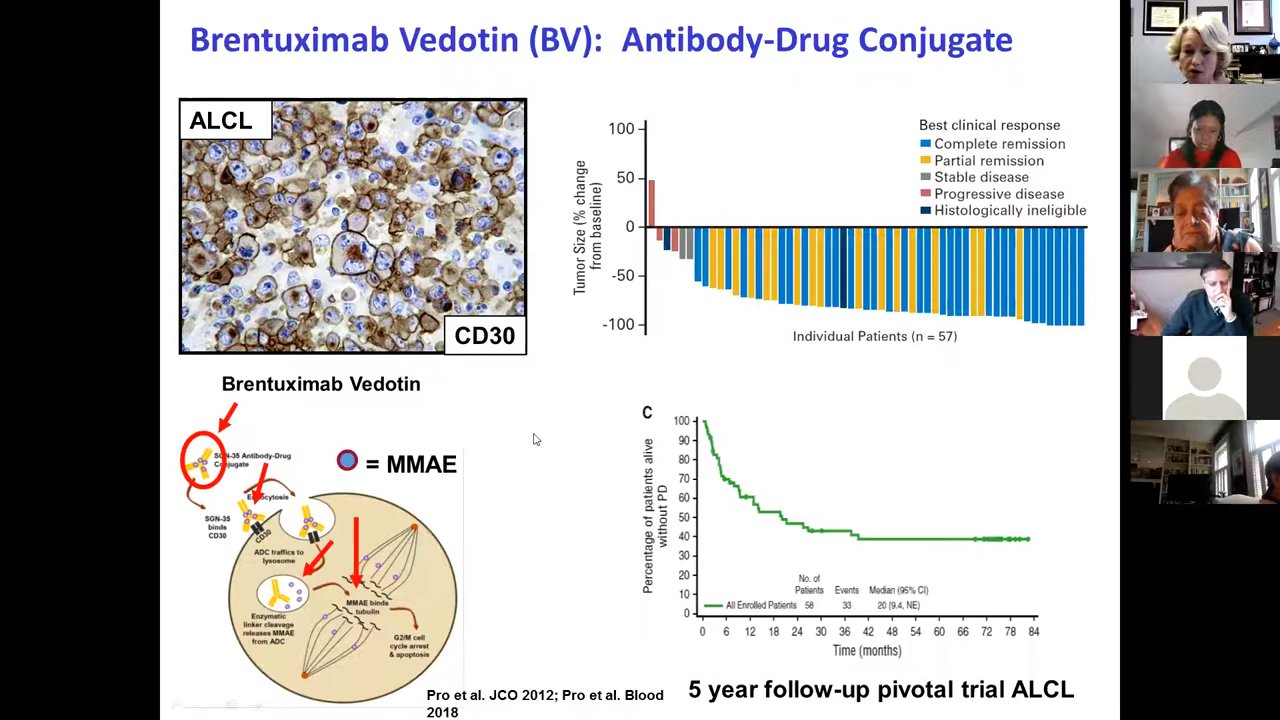 Brentuximab Vedotin (BV): Antibody-Drug Conjugate
ALCL
CD30
100
50
0
-50
-100
Tumor Size (% change
from baseline)
Best clinical response
Complete remission
Partial remission
Stable disease
Progressive disease
Histologically ineligible
Individual Patients (n = 57)
Brentuximab Vedotin
SGN-35 Antibody-Drug
Conjugate
= MMAE
SGN-35
binds
CD30
CD30
ADC traffics to
lysosome
Enzymatic
linker cleavage
releases MMAE
from ADC
MMAE binds
tubulin
G2/M cell
cycle arrest
& apoptosis
C
Percentage of patients alive
without PD
100
90
80
70
60
50
40
30
20
10
0
No. of
Patients
Events
Median (95% CI)
All Enrolled Patients
58
33
20 (9.4, NE)
0 6 12 18 24 30 36 42 48 54 60 66 72 78 84
Time (months)
Pro et al. JCO 2012; Pro et al. Blood
2018
5 year follow-up pivotal trial ALCL